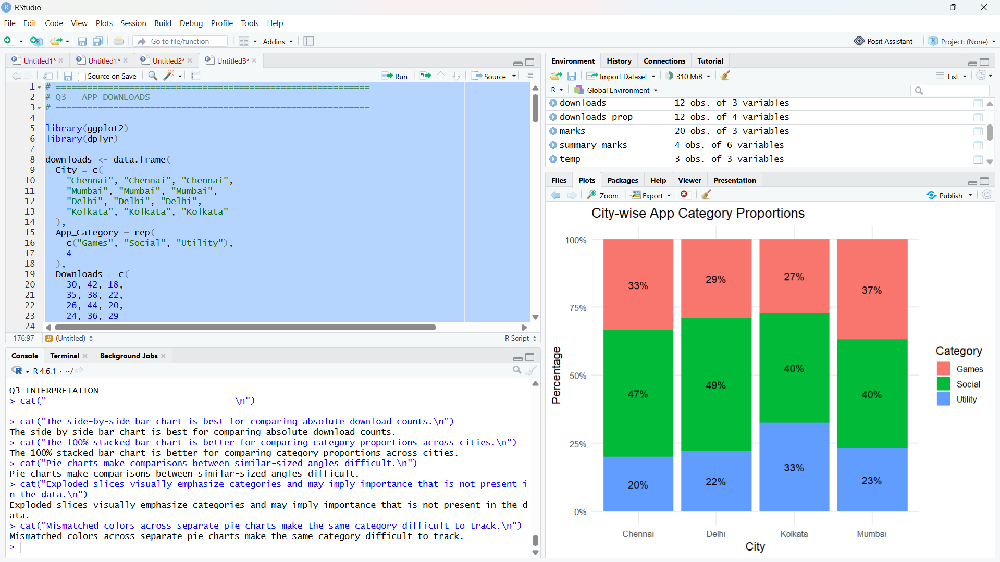 RStudio
File Edit Code View Plots Session Build Debug Profile Tools Help
Go to file/function Addins Posit Assistant Project: (None)
Untitled1* Untitled1* Untitled2* Untitled3*
Source on Save Run Source
1 # ============================================================
2 # Q3 - APP DOWNLOADS
3 # ============================================================
4
5 library(ggplot2)
6 library(dplyr)
7
8 downloads <- data.frame(
9 City = c(
10 "Chennai", "Chennai", "Chennai",
11 "Mumbai", "Mumbai", "Mumbai",
12 "Delhi", "Delhi", "Delhi",
13 "Kolkata", "Kolkata", "Kolkata"
14 ),
15 App_Category = rep(
16 c("Games", "Social", "Utility"),
17 4
18 ),
19 Downloads = c(
20 30, 42, 18,
21 35, 38, 22,
22 26, 44, 20,
23 24, 36, 29
24
176:97 # (Untitled) R Script
Console Terminal Background Jobs
R 4.6.1 · ~/
Q3 INTERPRETATION
> cat("------------------------------------\n")
------------------------------------
> cat("The side-by-side bar chart is best for comparing absolute download counts.\n")
The side-by-side bar chart is best for comparing absolute download counts.
> cat("The 100% stacked bar chart is better for comparing category proportions across cities.\n")
The 100% stacked bar chart is better for comparing category proportions across cities.
> cat("Pie charts make comparisons between similar-sized angles difficult.\n")
Pie charts make comparisons between similar-sized angles difficult.
> cat("Exploded slices visually emphasize categories and may imply importance that is not present i
n the data.\n")
Exploded slices visually emphasize categories and may imply importance that is not present in the d
ata.
> cat("Mismatched colors across separate pie charts make the same category difficult to track.\n")
Mismatched colors across separate pie charts make the same category difficult to track.
>
Environment History Connections Tutorial
Import Dataset 310 MiB List
R Global Environment
downloads 12 obs. of 3 variables
downloads_prop 12 obs. of 4 variables
marks 20 obs. of 3 variables
summary_marks 4 obs. of 6 variables
temp 3 obs. of 3 variables
Files Plots Packages Help Viewer Presentation
Zoom Export Publish
City-wise App Category Proportions
Percentage
100%
75%
50%
25%
0%
33% 29% 27% 37%
47% 49% 40% 40%
20% 22% 33% 23%
Chennai Delhi Kolkata Mumbai
City
Category
Games
Social
Utility